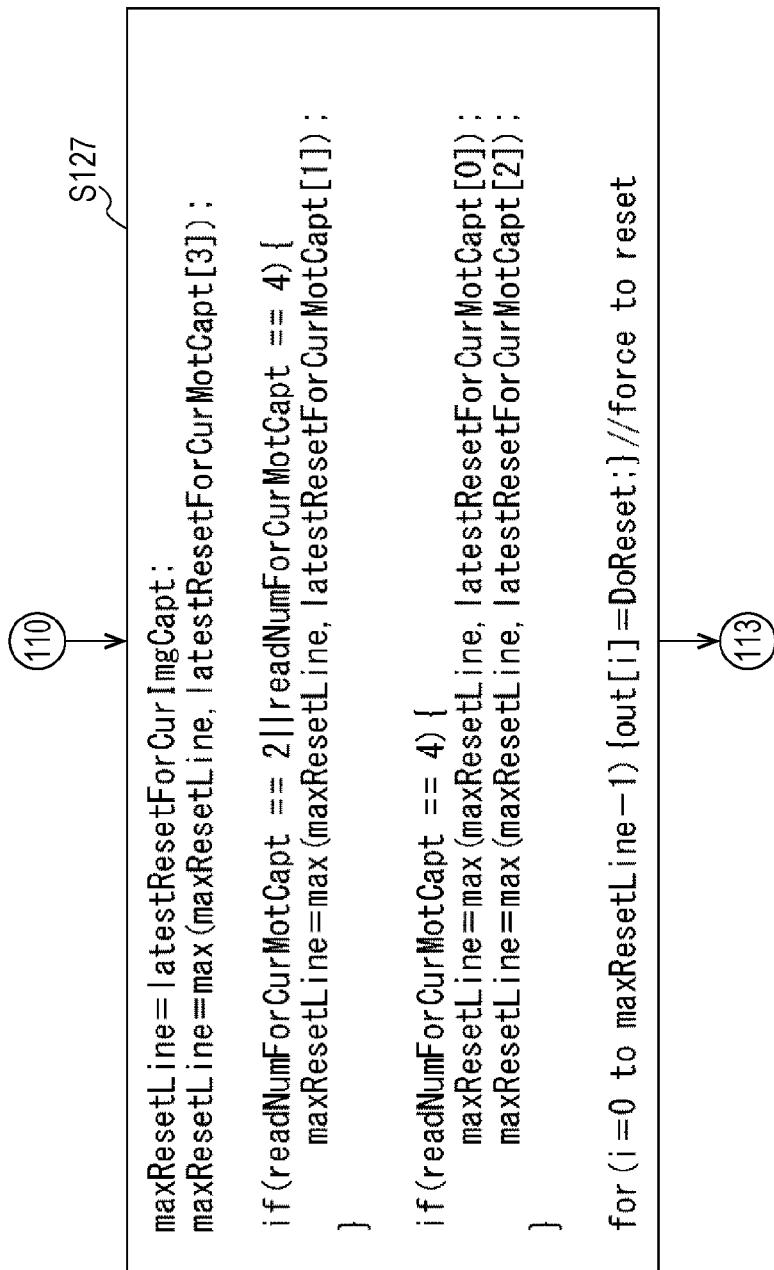 110
S127
maxResetLine=latestResetForCurImgCapt;
maxResetLine=max(maxResetLine, latestResetForCurMotCapt[3]);
if(readNumForCurMotCapt == 2||readNumForCurMotCapt == 4) {
maxResetLine=max(maxResetLine, latestResetForCurMotCapt[1]);
}
if(readNumForCurMotCapt == 4) {
maxResetLine=max(maxResetLine, latestResetForCurMotCapt[0]);
maxResetLine=max(maxResetLine, latestResetForCurMotCapt[2]);
}
for(i=0 to maxResetLine-1) {out[i]=DoReset;}//force to reset
113